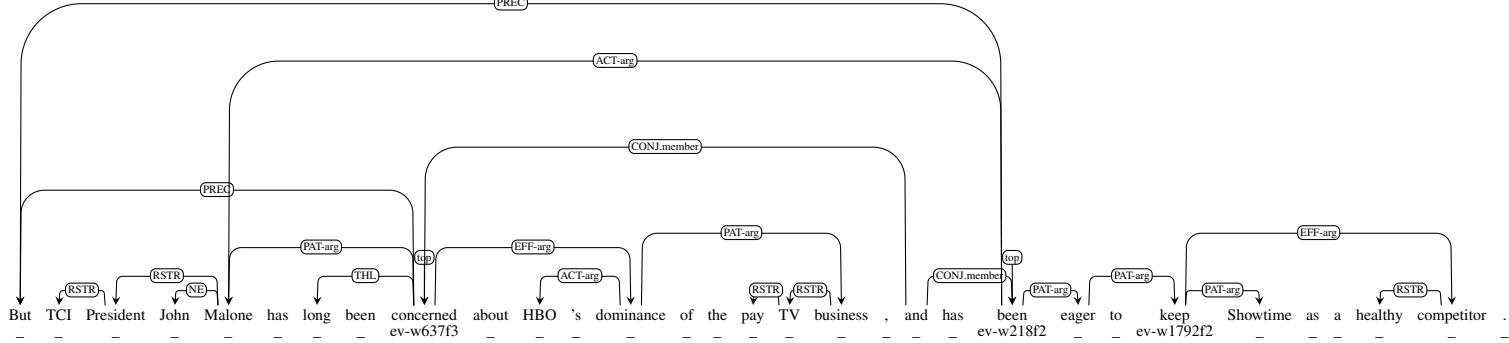 PREC
ACT-arg
CONJ.member
PREC
PAT-arg
EFF-arg
PAT-arg
EFF-arg
top
top
RSTR
RSTR
NE
THL
ACT-arg
RSTR
RSTR
CONJ.member
PAT-arg
PAT-arg
PAT-arg
RSTR
But TCI President John Malone has long been concerned about HBO 's dominance of the pay TV business , and has been eager to keep Showtime as a healthy competitor .
ev-w637f3 ev-w218f2 ev-w1792f2
_ _ _ _ _ _ _ _ _ _ _ _ _ _ _ _ _ _ _ _ _ _ _ _ _ _ _ _ _ _ _